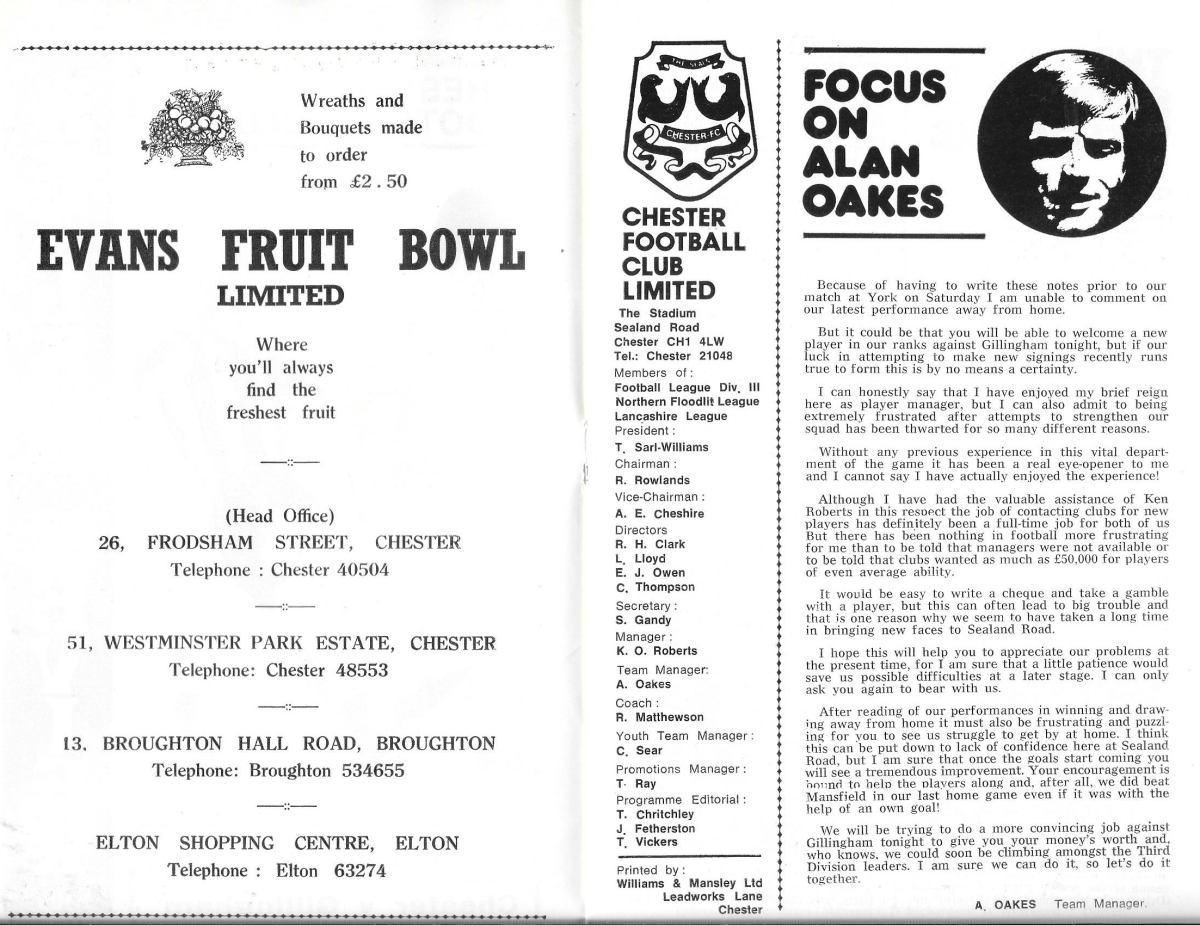 Wreaths and
Bouquets made
to order
from £2.50
EVANS FRUIT BOWL
LIMITED
Where
you'll always
find the
freshest fruit
(Head Office)
26, FRODSHAM STREET, CHESTER
Telephone : Chester 40504
51, WESTMINSTER PARK ESTATE, CHESTER
Telephone: Chester 48553
13. BROUGHTON HALL ROAD, BROUGHTON
Telephone: Broughton 534655
ELTON SHOPPING CENTRE, ELTON
Telephone : Elton 63274
THE SEALS
CHESTER·FC
CHESTER
FOOTBALL
CLUB
LIMITED
The Stadium
Sealand Road
Chester CH1 4LW
Tel.: Chester 21048
Members of :
Football League Div. III
Northern Floodlit League
Lancashire League
President :
T. Sarl-Williams
Chairman :
R. Rowlands
Vice-Chairman :
A. E. Cheshire
Directors
R. H. Clark
L. Lloyd
E. J. Owen
C. Thompson
Secretary :
S. Gandy
Manager :
K. O. Roberts
Team Manager:
A. Oakes
Coach :
R. Matthewson
Youth Team Manager :
C. Sear
Promotions Manager :
T. Ray
Programme Editorial :
T. Chritchley
J. Fetherston
T. Vickers
Printed by :
Williams & Mansley Ltd
Leadworks Lane
Chester
FOCUS
ON
ALAN
OAKES
Because of having to write these notes prior to our
match at York on Saturday I am unable to comment on
our latest performance away from home.
But it could be that you will be able to welcome a new
player in our ranks against Gillingham tonight, but if our
luck in attempting to make new signings recently runs
true to form this is by no means a certainty.
I can honestly say that I have enjoyed my brief reign
here as player manager, but I can also admit to being
extremely frustrated after attempts to strengthen our
squad has been thwarted for so many different reasons.
Without any previous experience in this vital depart-
ment of the game it has been a real eye-opener to me
and I cannot say I have actually enjoyed the experience!
Although I have had the valuable assistance of Ken
Roberts in this respect the job of contacting clubs for new
players has definitely been a full-time job for both of us
But there has been nothing in football more frustrating
for me than to be told that managers were not available or
to be told that clubs wanted as much as £50,000 for players
of even average ability.
It would be easy to write a cheque and take a gamble
with a player, but this can often lead to big trouble and
that is one reason why we seem to have taken a long time
in bringing new faces to Sealand Road.
I hope this will help you to appreciate our problems at
the present time, for I am sure that a little patience would
save us possible difficulties at a later stage. I can only
ask you again to bear with us.
After reading of our performances in winning and draw-
ing away from home it must also be frustrating and puzzl-
ing for you to see us struggle to get by at home. I think
this can be put down to lack of confidence here at Sealand
Road, but I am sure that once the goals start coming you
will see a tremendous improvement. Your encouragement is
bound to help the players along and, after all, we did beat
Mansfield in our last home game even if it was with the
help of an own goal!
We will be trying to do a more convincing job against
Gillingham tonight to give you your money's worth and,
who knows, we could soon be climbing amongst the Third
Division leaders. I am sure we can do it, so let's do it
together.
A. OAKES Team Manager.